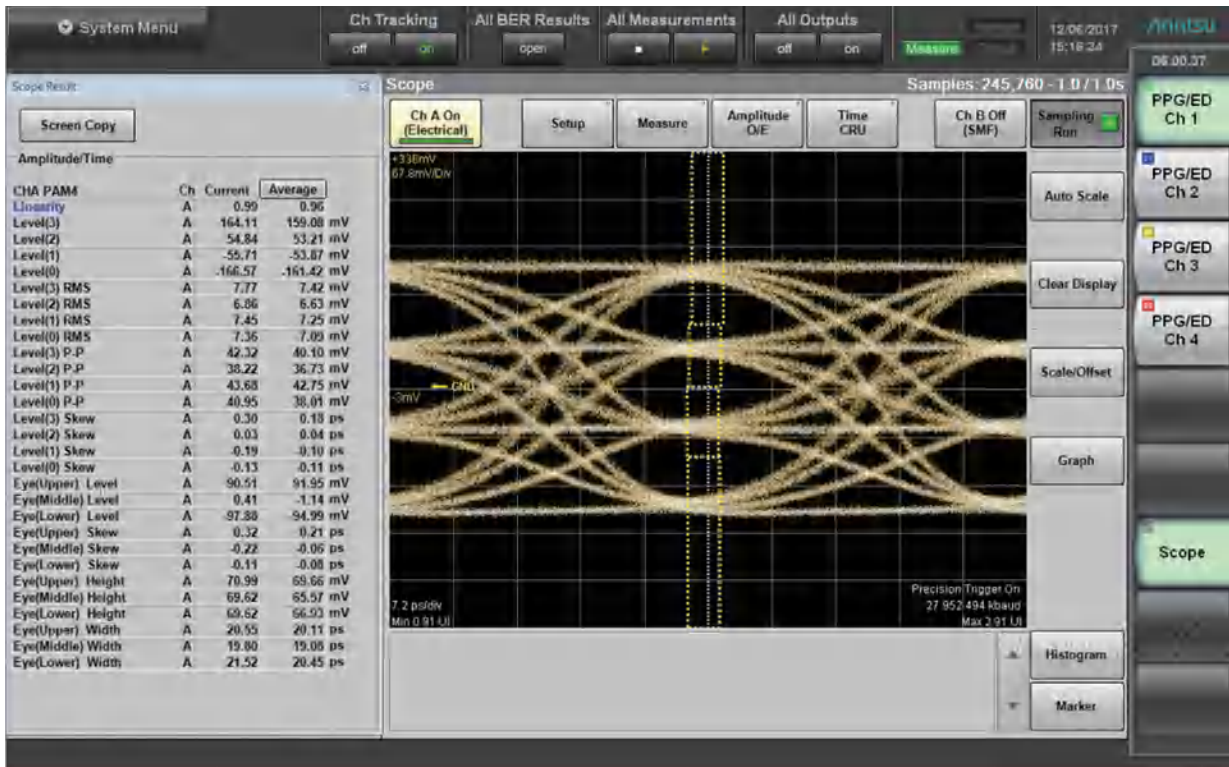 System Menu
Ch Tracking
off
on
All BER Results
open
All Measurements
All Outputs
off
on
Measure
12/06/2017
15:18:24
Anritsu
06.00.37
Scope Result
Screen Copy
Amplitude/Time
CHA PAM4 Ch Current Average
Linearity A 0.99 0.96
Level(3) A 164.11 159.08 mV
Level(2) A 54.84 53.21 mV
Level(1) A -55.71 -53.87 mV
Level(0) A -166.57 -161.42 mV
Level(3) RMS A 7.77 7.42 mV
Level(2) RMS A 6.86 6.63 mV
Level(1) RMS A 7.45 7.25 mV
Level(0) RMS A 7.36 7.09 mV
Level(3) P-P A 42.32 40.10 mV
Level(2) P-P A 38.22 36.73 mV
Level(1) P-P A 43.68 42.75 mV
Level(0) P-P A 40.95 38.01 mV
Level(3) Skew A 0.30 0.18 ps
Level(2) Skew A 0.03 0.04 ps
Level(1) Skew A -0.19 -0.10 ps
Level(0) Skew A -0.13 -0.11 ps
Eye(Upper) Level A 90.51 91.95 mV
Eye(Middle) Level A 0.41 -1.14 mV
Eye(Lower) Level A -97.88 -94.99 mV
Eye(Upper) Skew A 0.32 0.21 ps
Eye(Middle) Skew A -0.22 -0.06 ps
Eye(Lower) Skew A -0.11 -0.08 ps
Eye(Upper) Height A 70.99 69.66 mV
Eye(Middle) Height A 69.62 65.57 mV
Eye(Lower) Height A 69.62 66.93 mV
Eye(Upper) Width A 20.55 20.11 ps
Eye(Middle) Width A 19.80 19.08 ps
Eye(Lower) Width A 21.52 20.45 ps
Scope
Samples: 245,760 - 1.0 / 1.0s
Ch A On
(Electrical)
Setup
Measure
Amplitude
O/E
Time
CRU
Ch B Off
(SMF)
Sampling
Run
+338mV
67.8mV/Div
GND
-3mV
7.2 ps/div
Min 0.91 UI
Precision Trigger On
27 952 494 kbaud
Max 2.91 UI
Auto Scale
Clear Display
Scale/Offset
Graph
Histogram
Marker
PPG/ED
Ch 1
PPG/ED
Ch 2
PPG/ED
Ch 3
PPG/ED
Ch 4
Scope